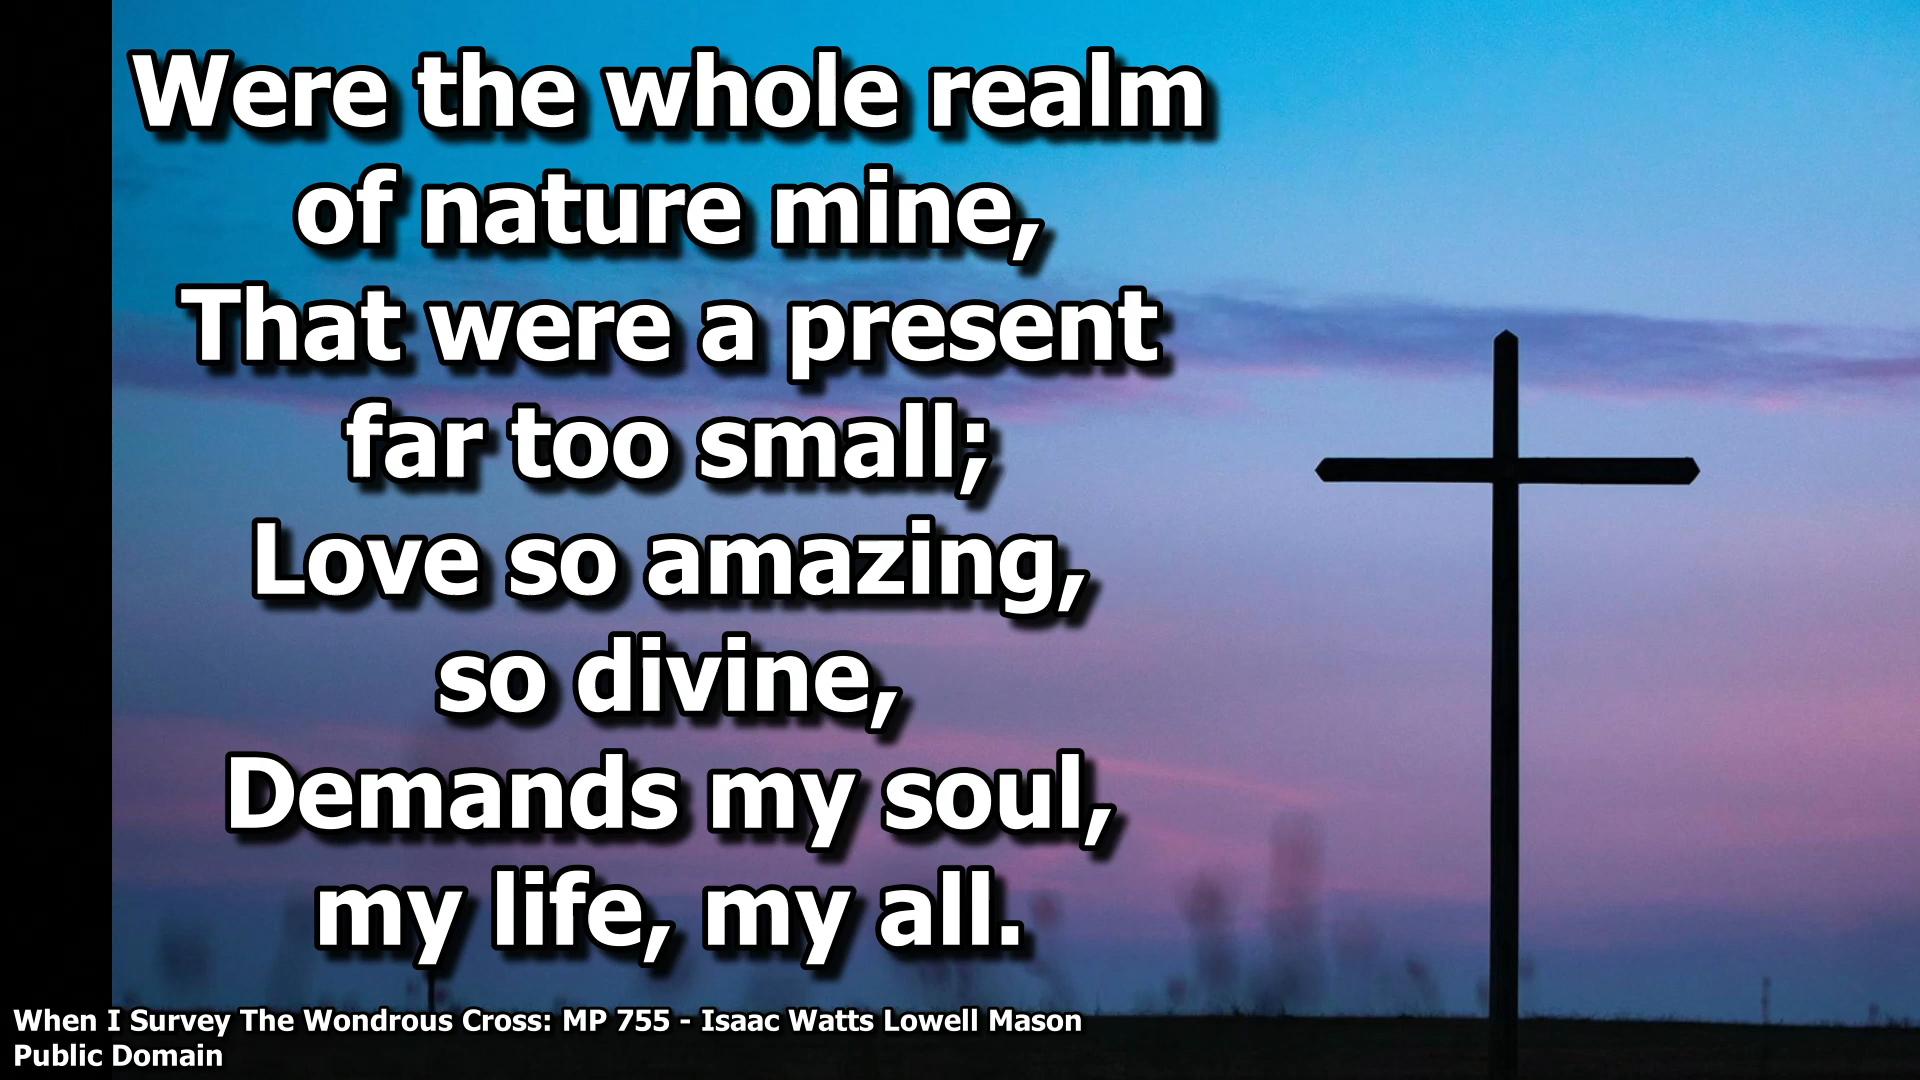 Were the whole realm
of nature mine,
That were a present
far too small;
Love so amazing,
so divine,
Demands my soul,
my life, my all.
When I Survey The Wondrous Cross: MP 755 - Isaac Watts Lowell Mason
Public Domain